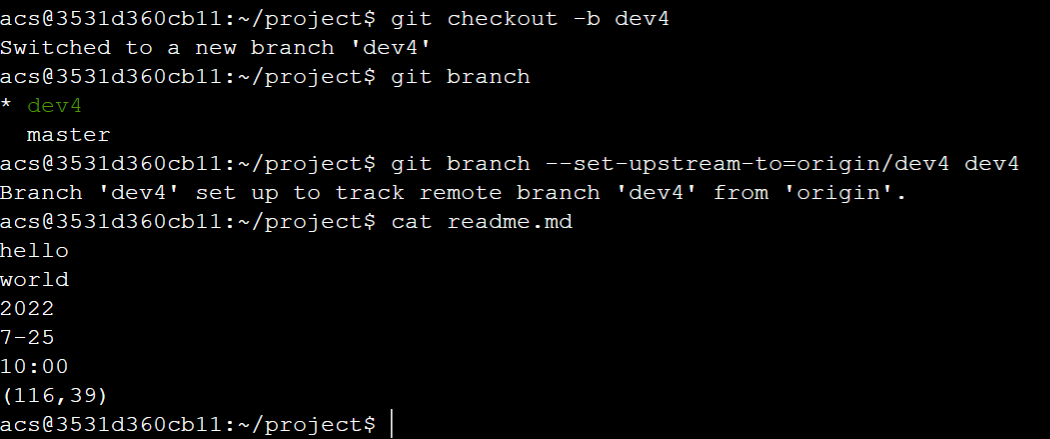 acs@3531d360cb11:~/project$ git checkout -b dev4
Switched to a new branch 'dev4'
acs@3531d360cb11:~/project$ git branch
* dev4
  master
acs@3531d360cb11:~/project$ git branch --set-upstream-to=origin/dev4 dev4
Branch 'dev4' set up to track remote branch 'dev4' from 'origin'.
acs@3531d360cb11:~/project$ cat readme.md
hello
world
2022
7-25
10:00
(116,39)
acs@3531d360cb11:~/project$